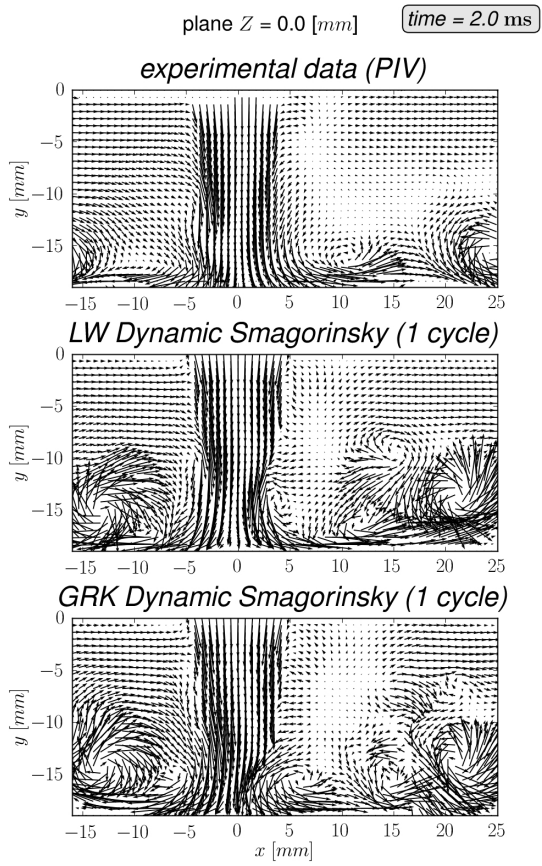 plane Z = 0.0 [mm]
time = 2.0 ms
experimental data (PIV)
0
−5
−10
−15
y [mm]
−15 −10 −5 0 5 10 15 20 25
LW Dynamic Smagorinsky (1 cycle)
0
−5
−10
−15
y [mm]
−15 −10 −5 0 5 10 15 20 25
GRK Dynamic Smagorinsky (1 cycle)
0
−5
−10
−15
y [mm]
−15 −10 −5 0 5 10 15 20 25
x [mm]